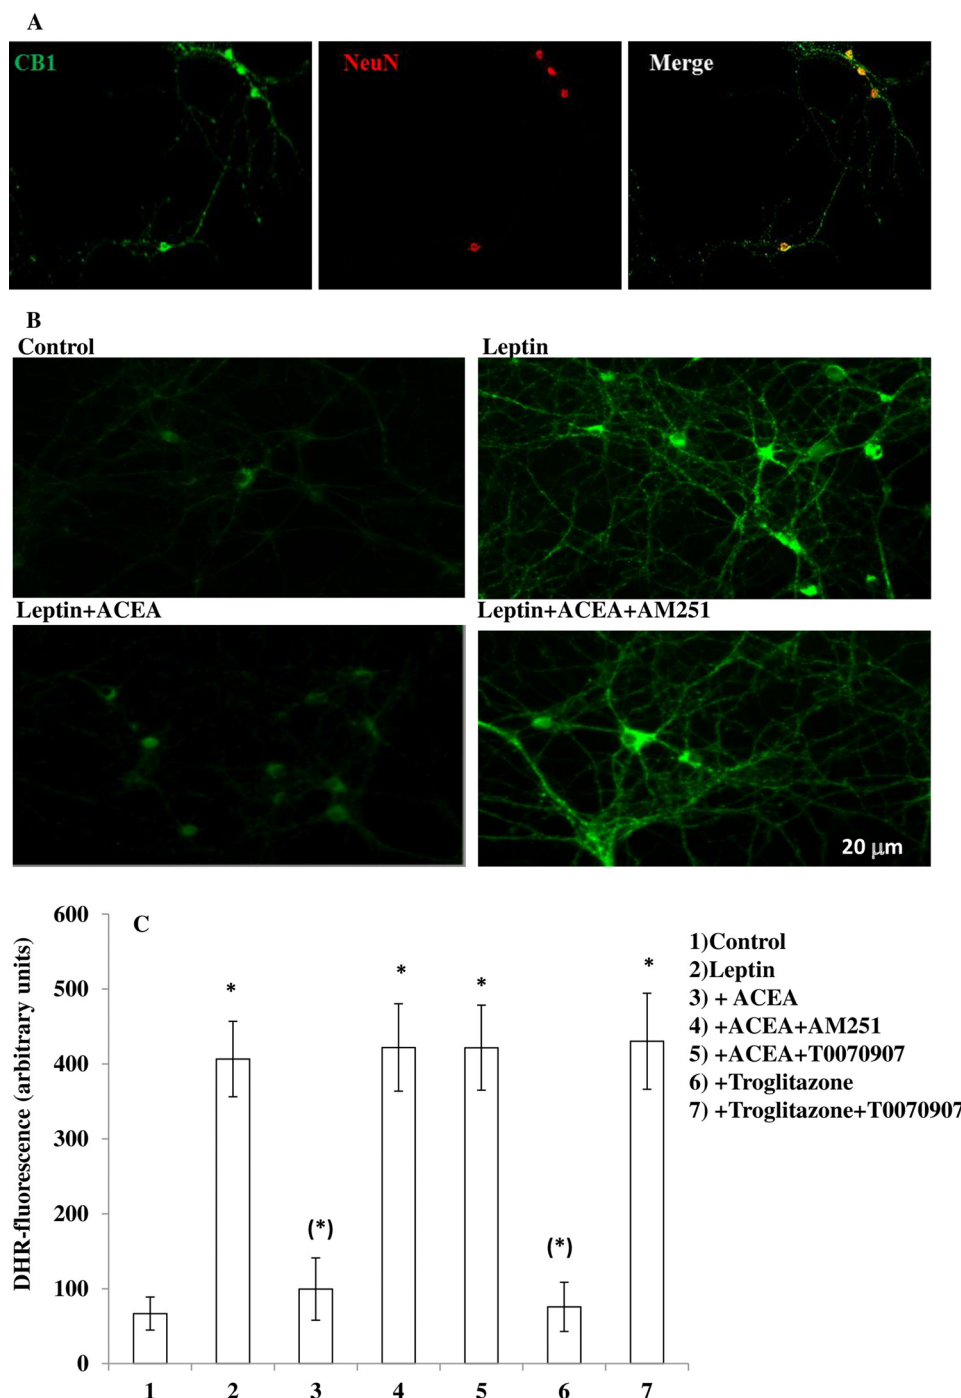 A
CB1 NeuN Merge
B
Control Leptin
Leptin+ACEA Leptin+ACEA+AM251
20 μm
C
DHR-fluorescence (arbitrary units)
600
500
400
300
200
100
0
* (*) * * (*) *
1 2 3 4 5 6 7
1)Control
2)Leptin
3) + ACEA
4) +ACEA+AM251
5) +ACEA+T0070907
6) +Troglitazone
7) +Troglitazone+T0070907